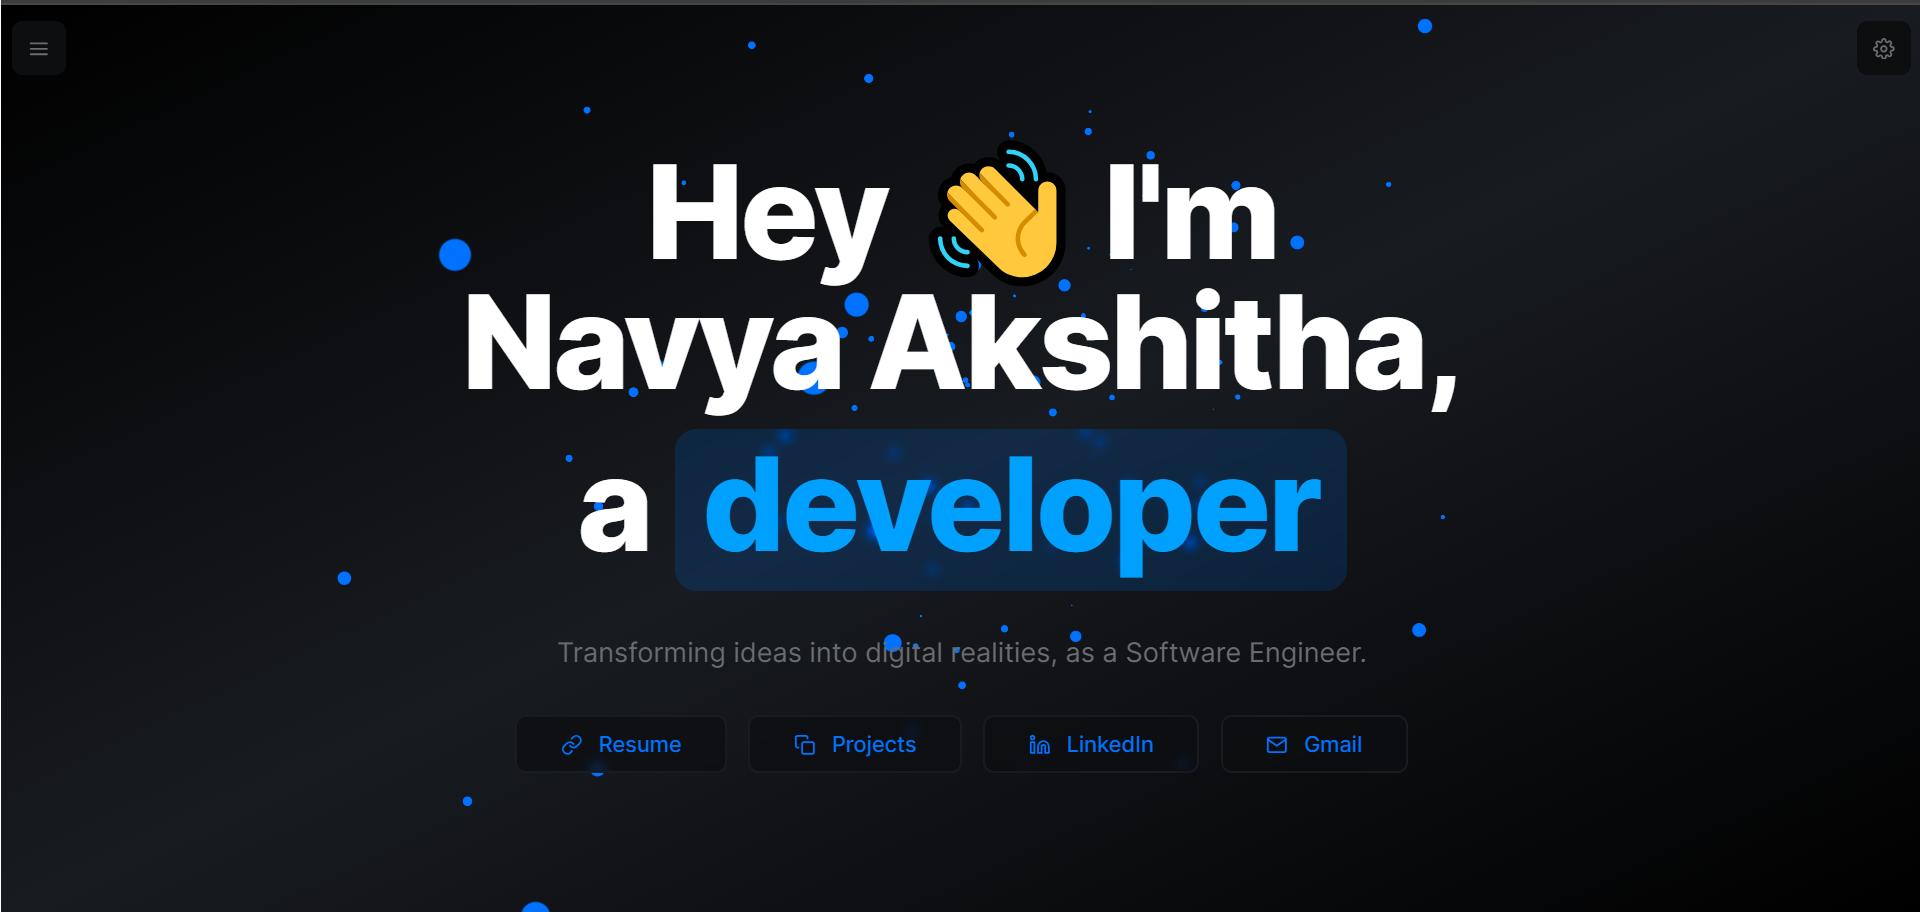 Hey 👋 I'm
Navya Akshitha,
a developer
Transforming ideas into digital realities, as a Software Engineer.
Resume
Projects
LinkedIn
Gmail